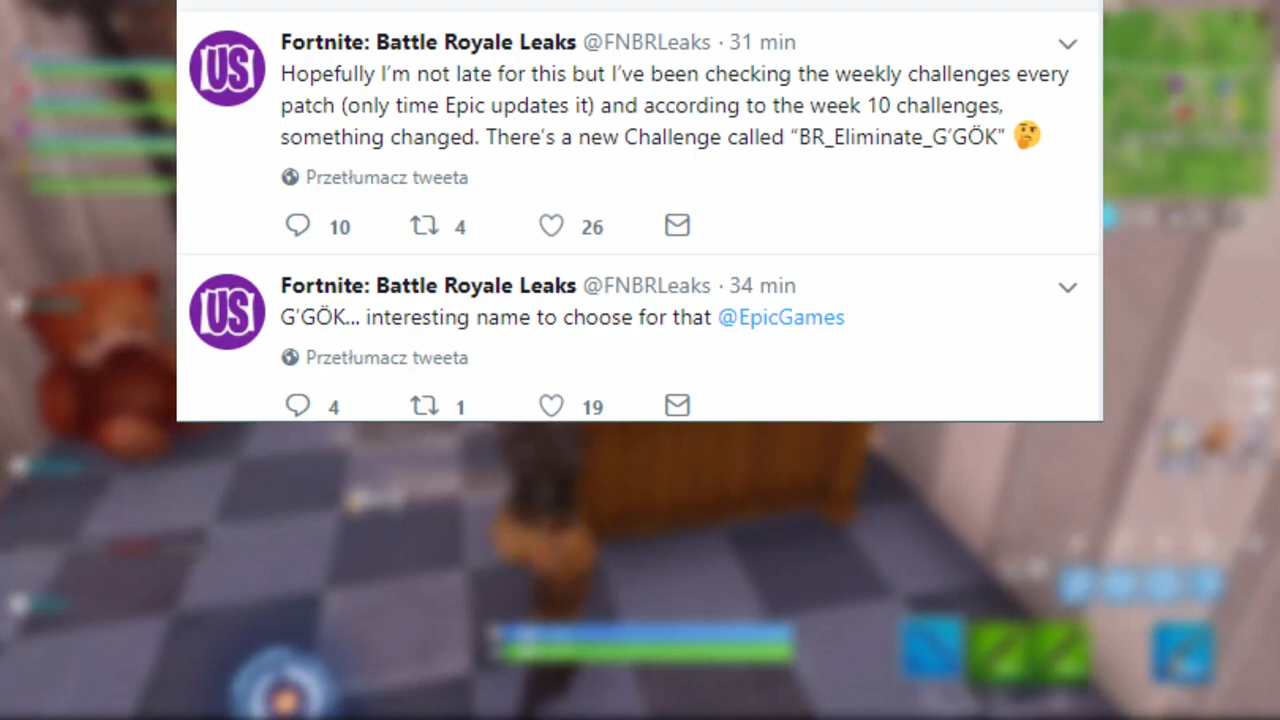 Fortnite: Battle Royale Leaks @FNBRLeaks · 31 min
Hopefully I’m not late for this but I’ve been checking the weekly challenges every
patch (only time Epic updates it) and according to the week 10 challenges,
something changed. There’s a new Challenge called “BR_Eliminate_G’GÖK” 🤔
Przetłumacz tweeta
10 4 26
Fortnite: Battle Royale Leaks @FNBRLeaks · 34 min
G’GÖK... interesting name to choose for that @EpicGames
Przetłumacz tweeta
4 1 19
US
US